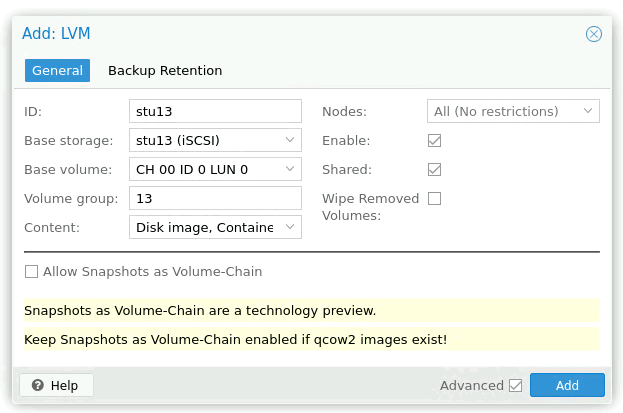 Add: LVM
General Backup Retention
ID: stu13 Nodes: All (No restrictions)
Base storage: stu13 (iSCSI) Enable:
Base volume: CH 00 ID 0 LUN 0 Shared:
Volume group: 13 Wipe Removed Volumes:
Content: Disk image, Containe
Allow Snapshots as Volume-Chain
Snapshots as Volume-Chain are a technology preview.
Keep Snapshots as Volume-Chain enabled if qcow2 images exist!
Help Advanced Add